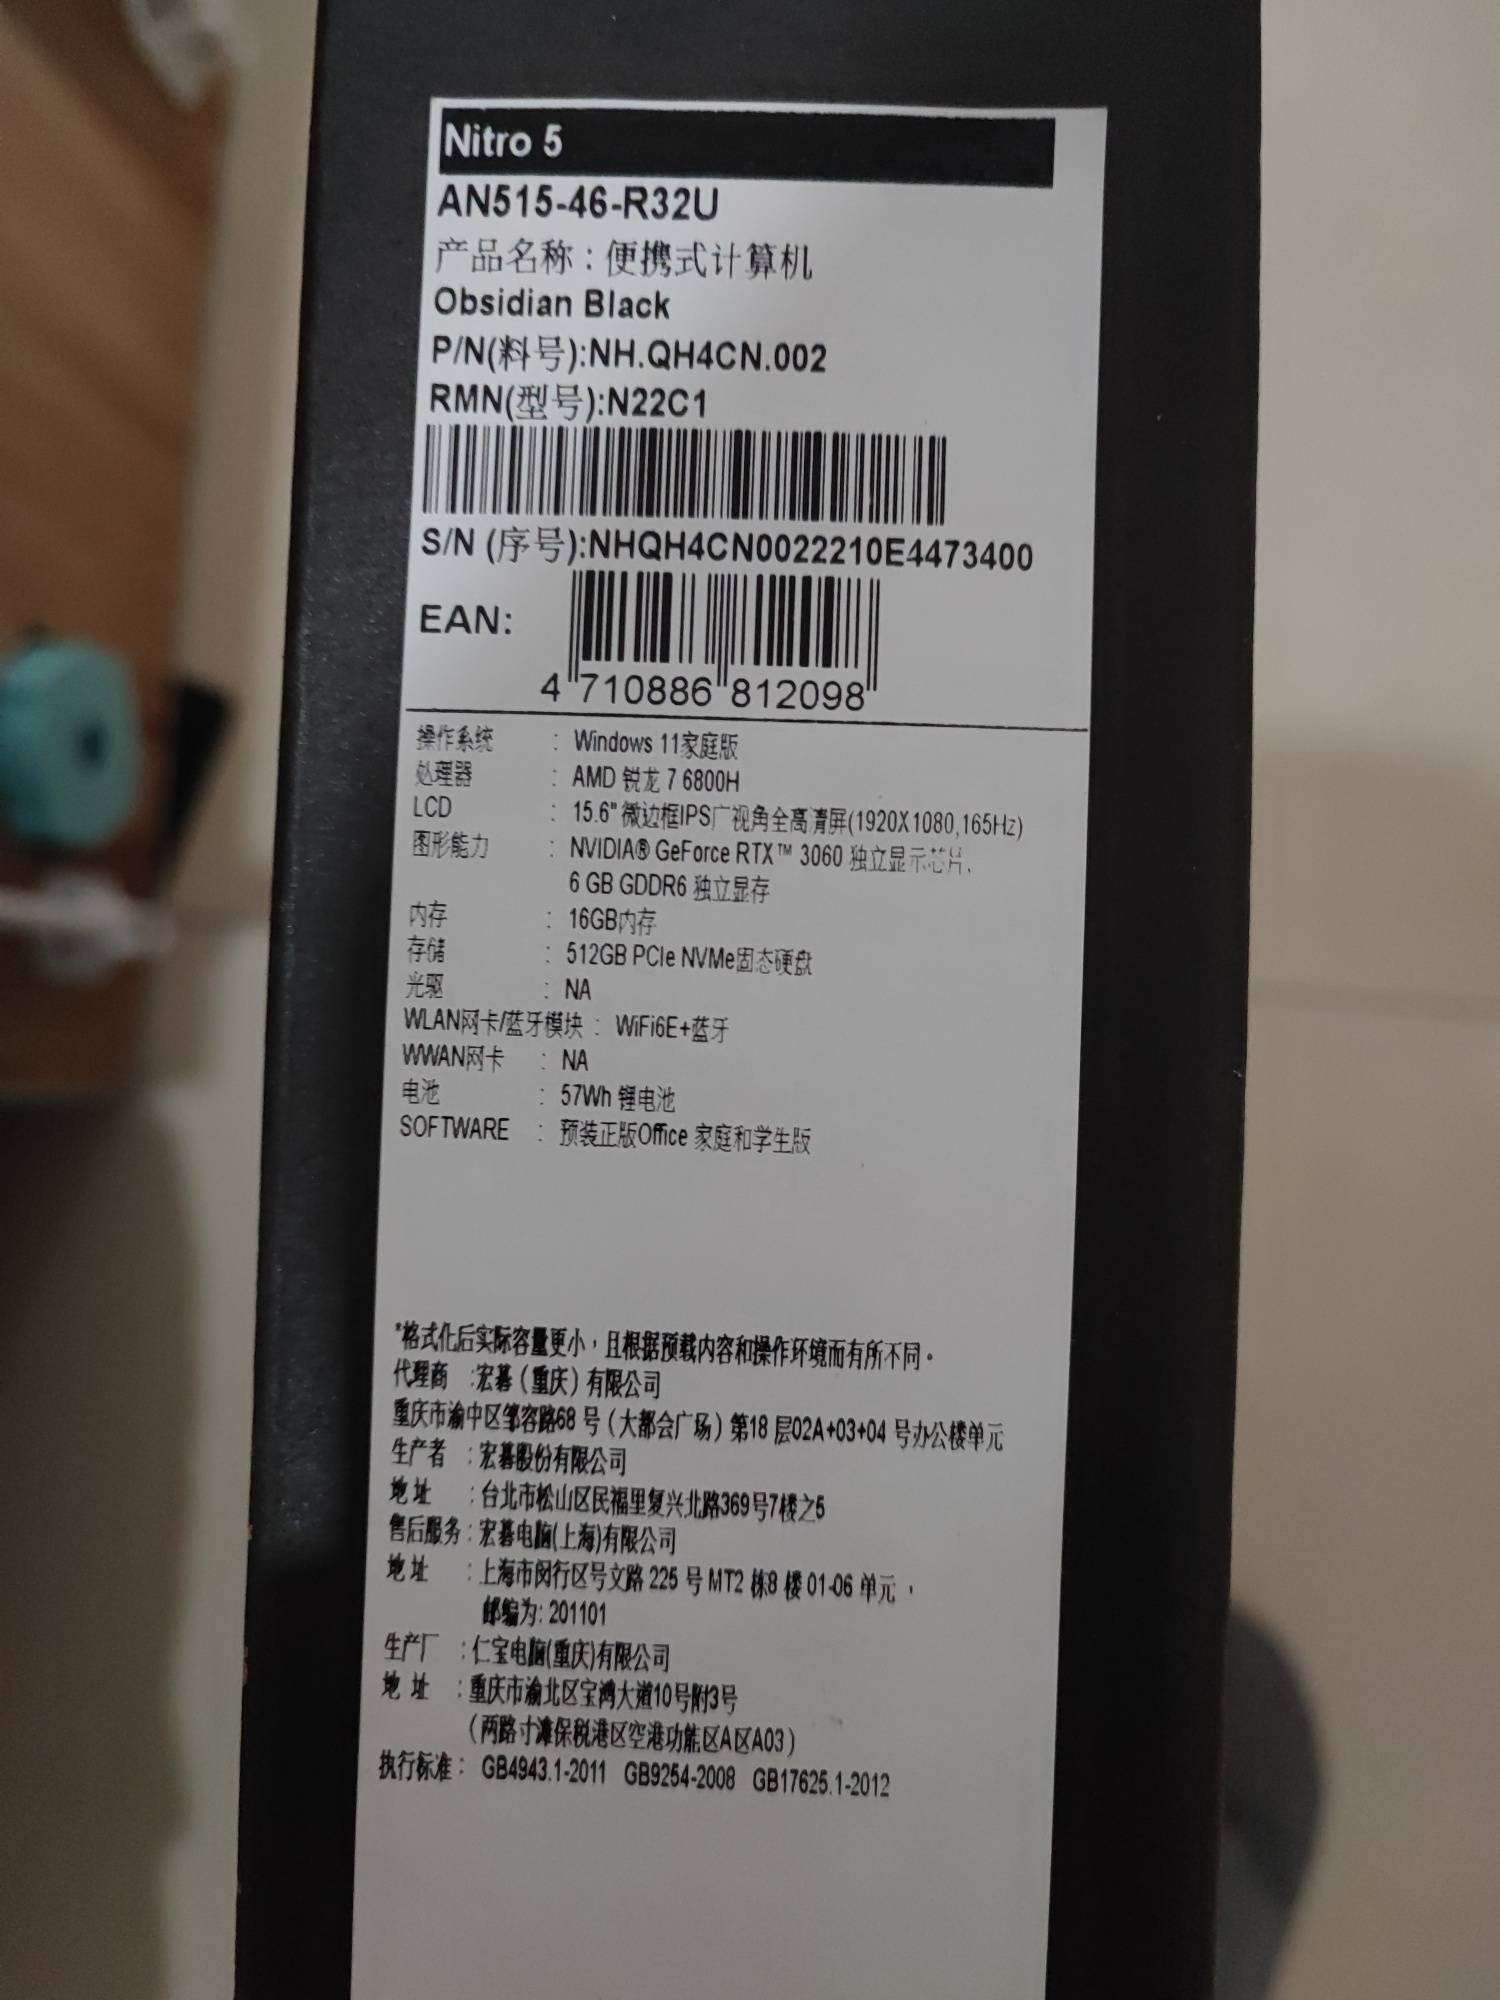 Nitro 5
AN515-46-R32U
产品名称：便携式计算机
Obsidian Black
P/N(料号):NH.QH4CN.002
RMN(型号):N22C1
S/N (序号):NHQH4CN0022210E4473400
EAN:
4 710886 812098
操作系统 : Windows 11家庭版
处理器 : AMD 锐龙 7 6800H
LCD : 15.6" 微边框IPS广视角全高清屏(1920X1080,165Hz)
图形能力 : NVIDIA® GeForce RTX™ 3060 独立显示芯片,
6 GB GDDR6 独立显存
内存 : 16GB内存
存储 : 512GB PCIe NVMe固态硬盘
光驱 : NA
WLAN网卡/蓝牙模块 : WiFi6E+蓝牙
WWAN网卡 : NA
电池 : 57Wh 锂电池
SOFTWARE : 预装正版Office 家庭和学生版
*格式化后实际容量更小，且根据预载内容和操作环境而有所不同。
代理商 :宏碁（重庆）有限公司
重庆市渝中区邹容路68 号（大都会广场）第18 层02A+03+04 号办公楼单元
生产者 : 宏碁股份有限公司
地 址 : 台北市松山区民福里复兴北路369号7楼之5
售后服务 : 宏碁电脑(上海)有限公司
地 址 : 上海市闵行区号文路 225 号 MT2 栋8 楼 01-06 单元，
邮编为: 201101
生产厂 : 仁宝电脑(重庆)有限公司
地 址 : 重庆市渝北区宝鸿大道10号附3号
（两路寸滩保税港区空港功能区A区A03）
执行标准： GB4943.1-2011 GB9254-2008 GB17625.1-2012